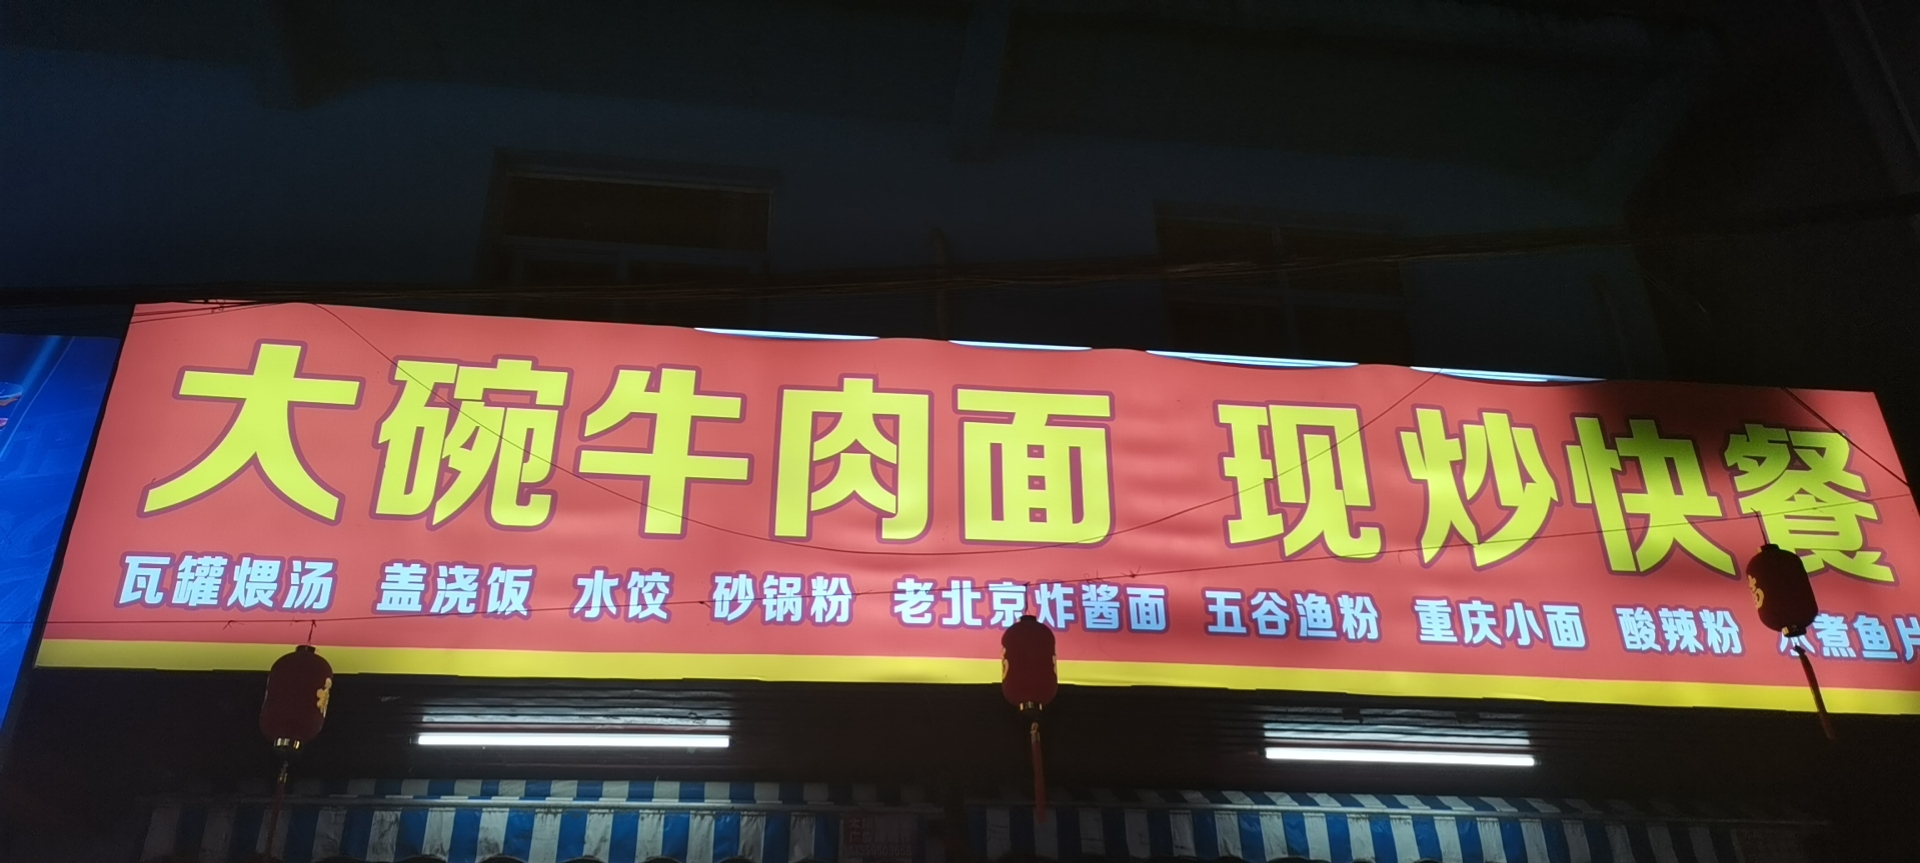 大碗牛肉面 现炒快餐
瓦罐煨汤 盖浇饭 水饺 砂锅粉 老北京炸酱面 五谷渔粉 重庆小面 酸辣粉 水煮鱼片